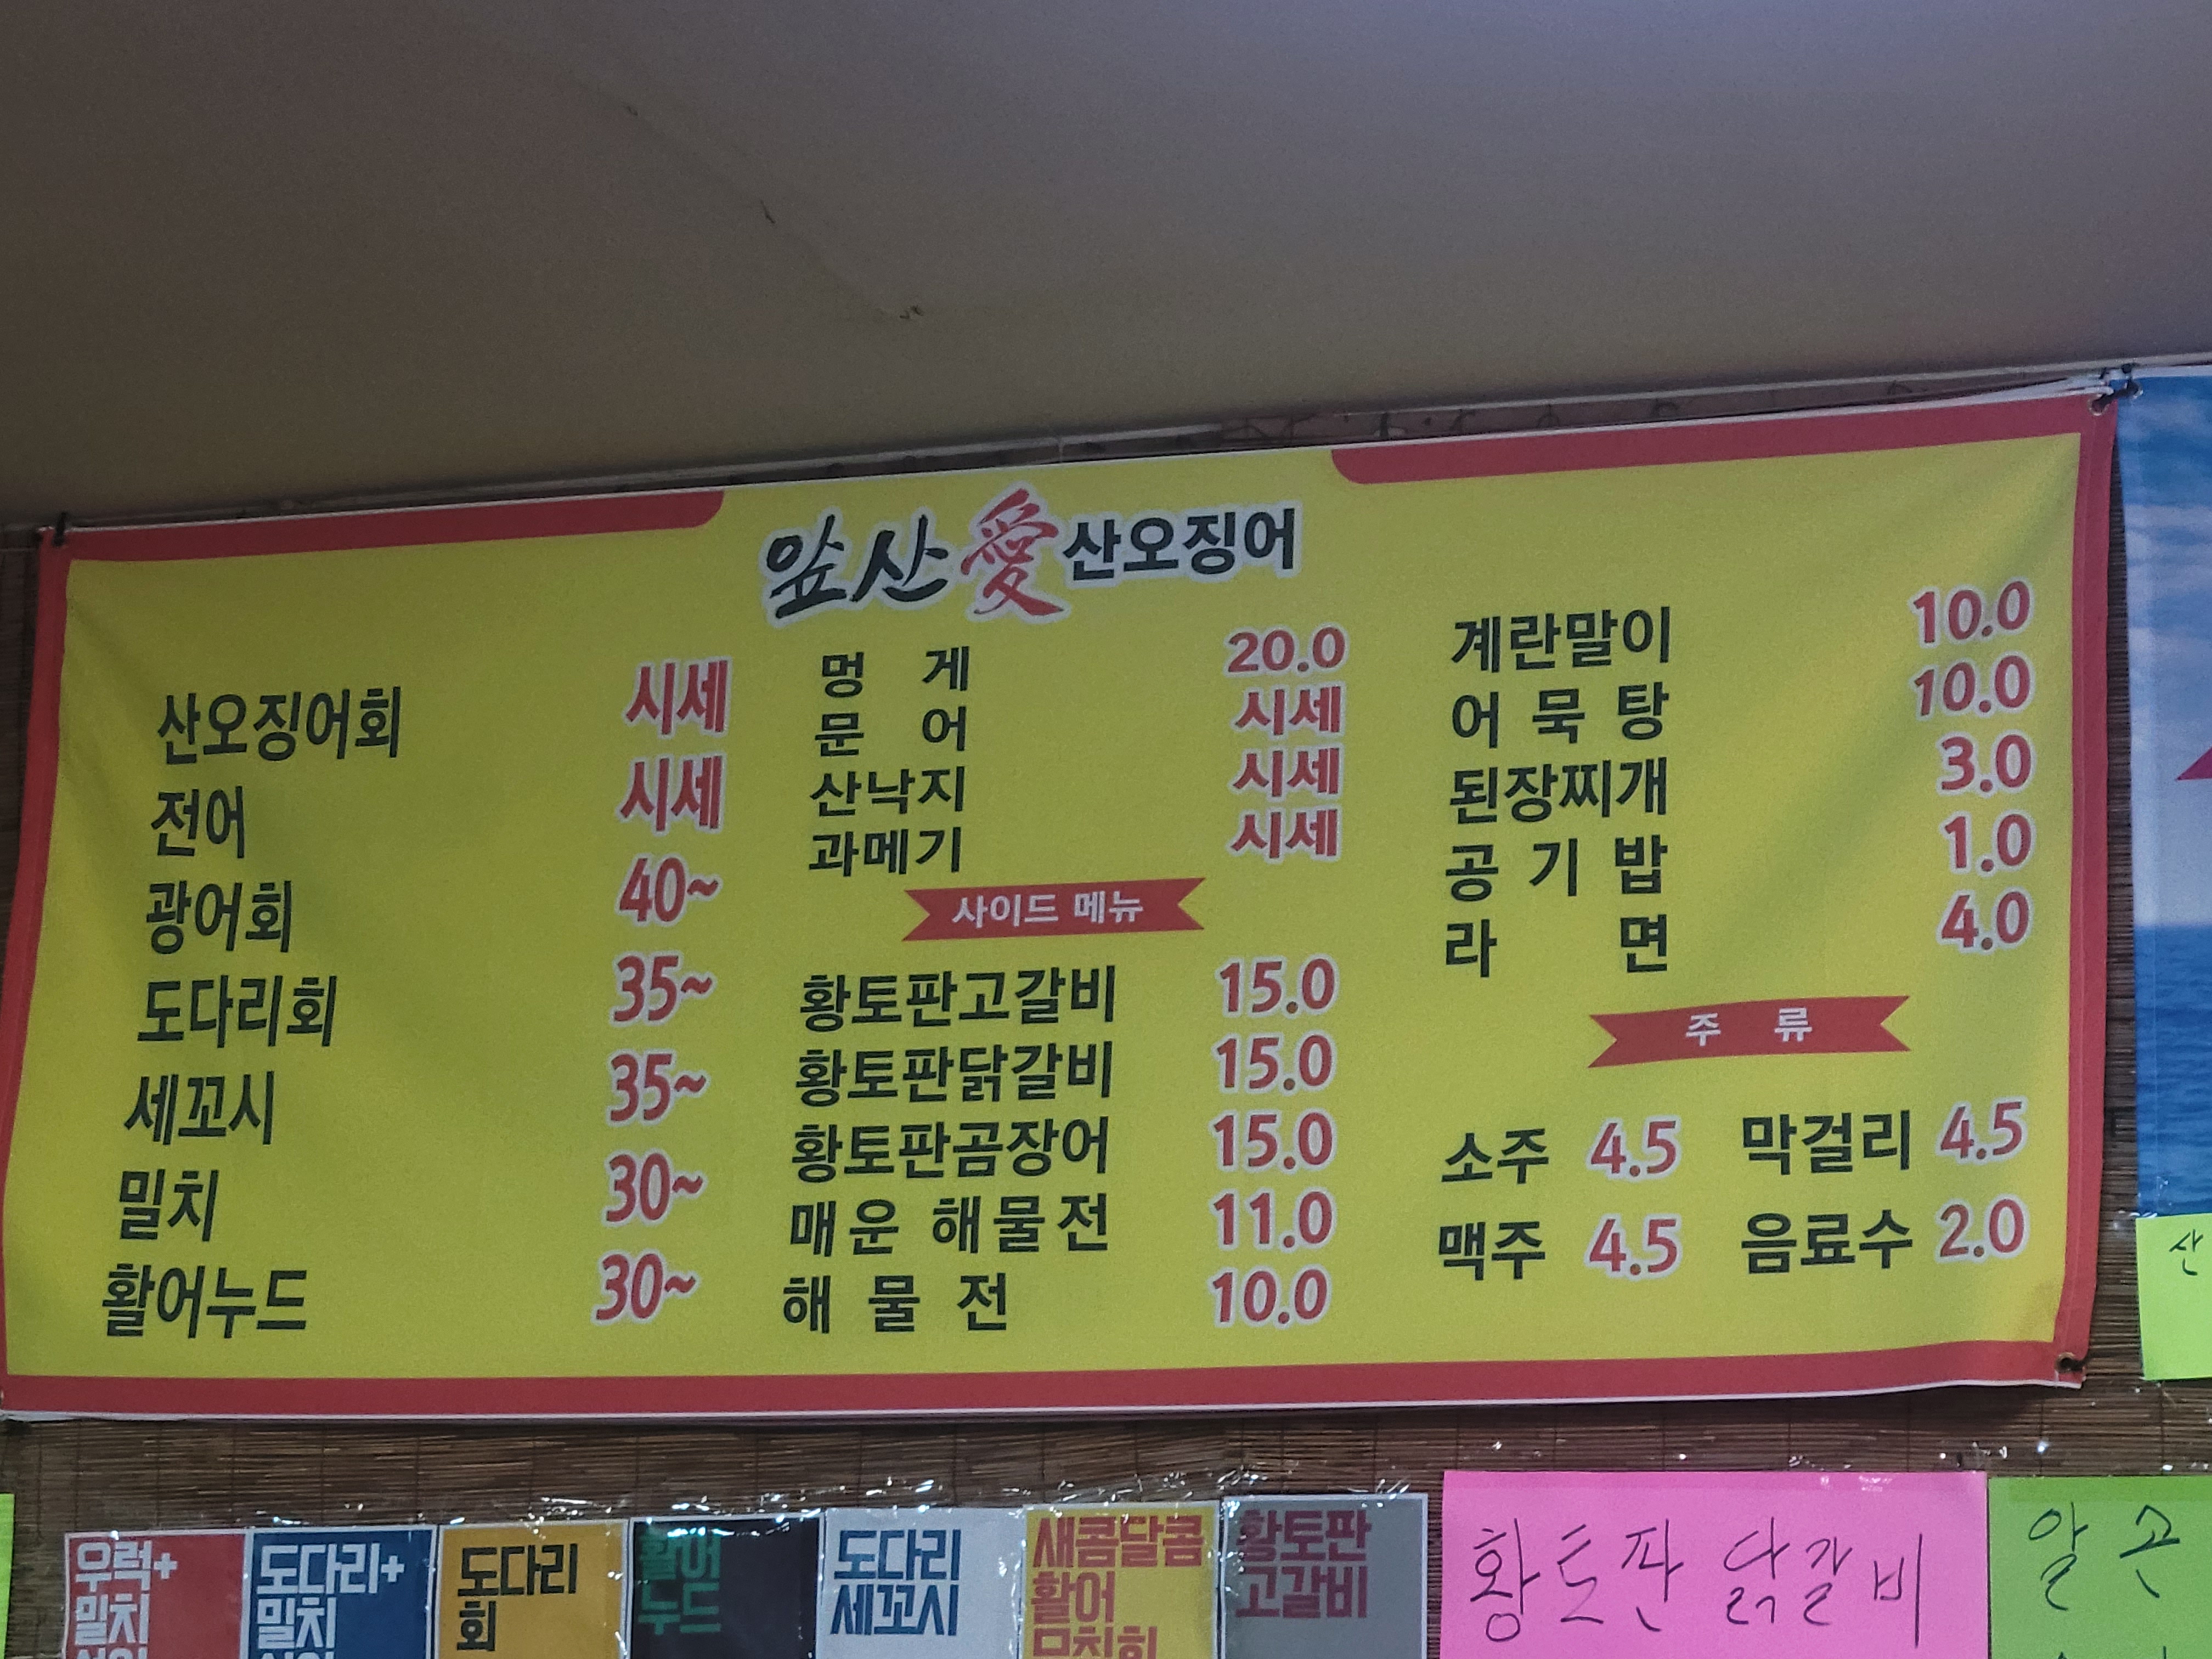 앞산愛산오징어
산오징어회 시세
전어 시세
광어회 40~
도다리회 35~
세꼬시 35~
밀치 30~
활어누드 30~
멍 게 20.0
문 어 시세
산낙지 시세
과메기 시세
사이드 메뉴
황토판고갈비 15.0
황토판닭갈비 15.0
황토판곰장어 15.0
매운 해물전 11.0
해 물 전 10.0
계란말이 10.0
어 묵 탕 10.0
된장찌개 3.0
공 기 밥 1.0
라 면 4.0
주 류
소주 4.5 막걸리 4.5
맥주 4.5 음료수 2.0
산
우럭+
밀치
도다리+
밀치
도다리
회
활어
누드
도다리
세꼬시
새콤달콤
활어
황토판
고갈비
황토판 닭갈비
알 곤